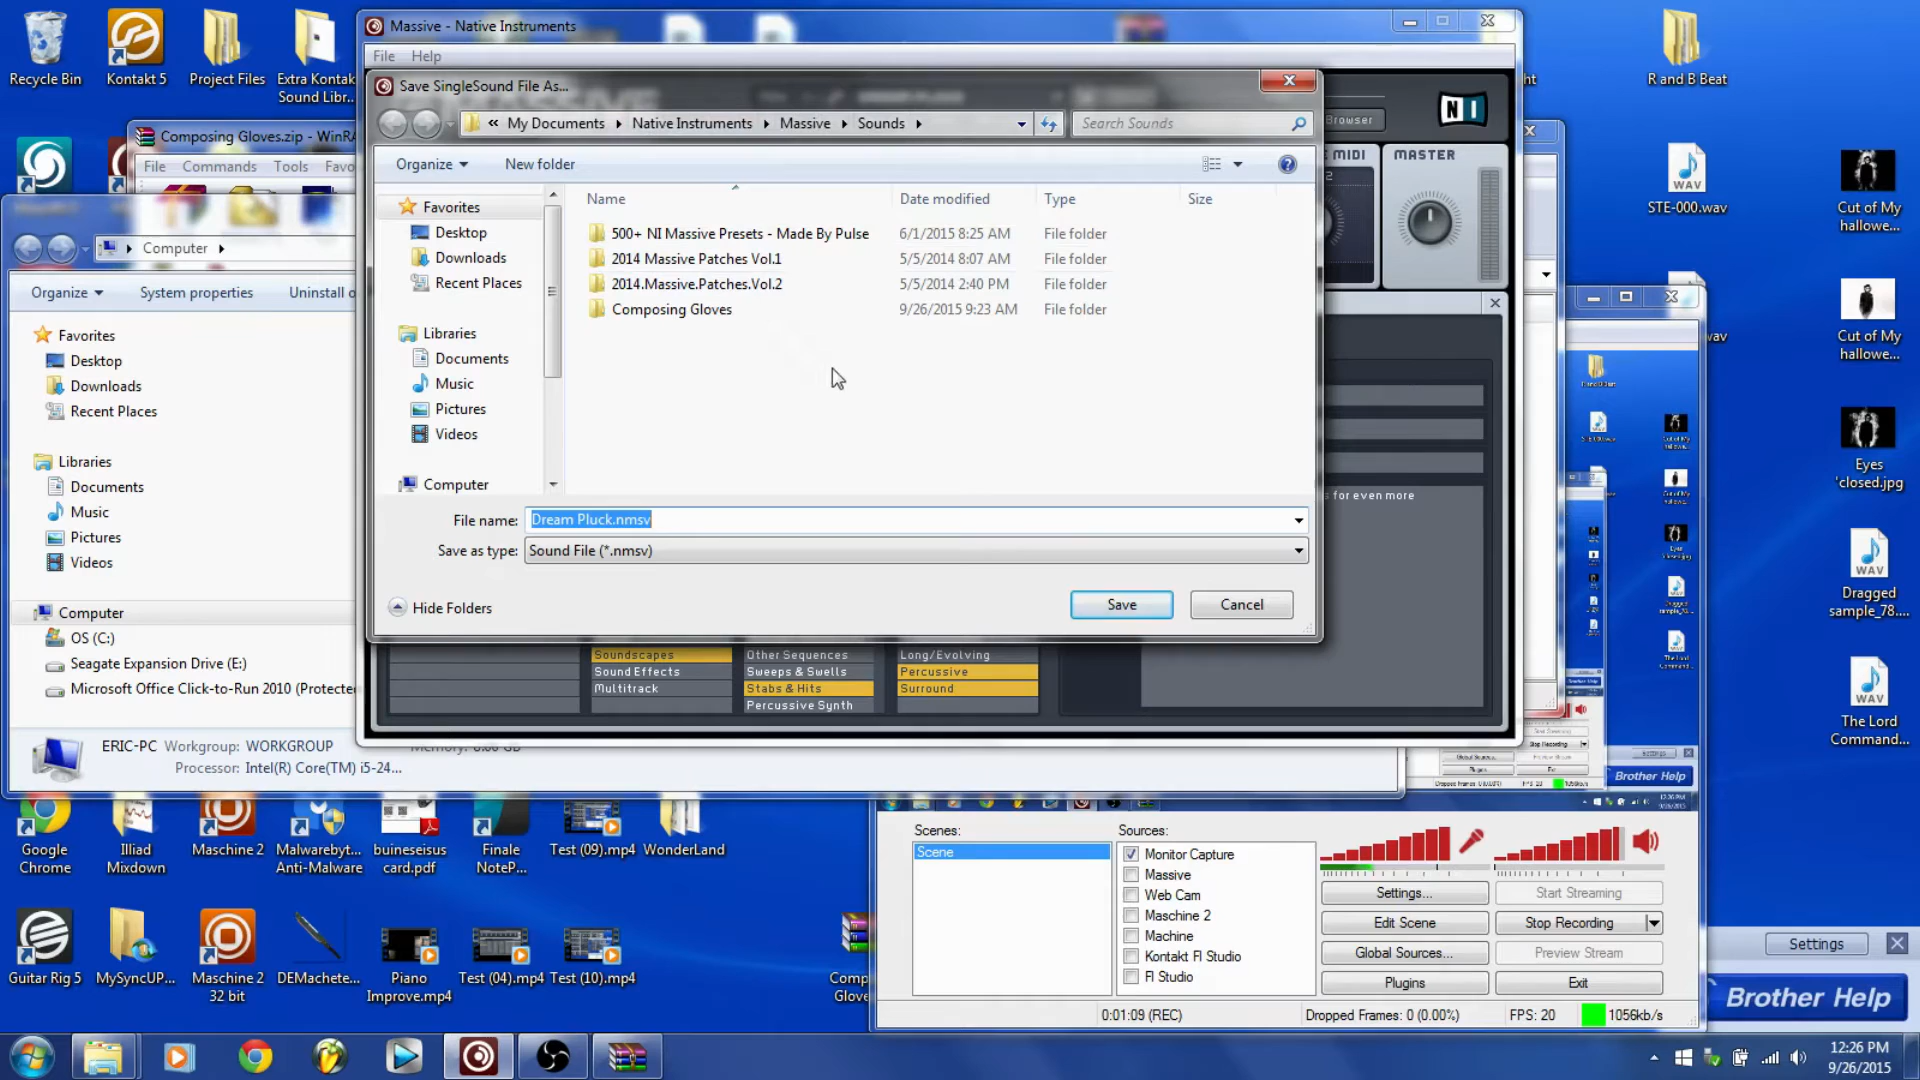 Recycle Bin
Kontakt 5
Project Files
Extra Kontak
Sound Libr...
Massive - Native Instruments
File Help
Save SingleSound File As...
« My Documents Native Instruments Massive Sounds
Search Sounds
Organize
New folder
Name Date modified Type Size
500+ NI Massive Presets - Made By Pulse 6/1/2015 8:25 AM File folder
2014 Massive Patches Vol.1 5/5/2014 8:07 AM File folder
2014.Massive.Patches.Vol.2 5/5/2014 2:40 PM File folder
Composing Gloves 9/26/2015 9:23 AM File folder
Favorites
Desktop
Downloads
Recent Places
Libraries
Documents
Music
Pictures
Videos
Computer
File name: Dream Pluck.nmsv
Save as type: Sound File (*.nmsv)
Hide Folders
Save
Cancel
Browser
NI
MIDI
MASTER
s for even more
Soundscapes
Sound Effects
Multitrack
Other Sequences
Sweeps & Swells
Stabs & Hits
Percussive Synth
Long/Evolving
Percussive
Surround
Composing Gloves.zip - WinRA
File Commands Tools Favo
Computer
Organize System properties Uninstall o
Favorites
Desktop
Downloads
Recent Places
Libraries
Documents
Music
Pictures
Videos
Computer
OS (C:)
Seagate Expansion Drive (E:)
Microsoft Office Click-to-Run 2010 (Protecte
ERIC-PC Workgroup: WORKGROUP
Processor: Intel(R) Core(TM) i5-24...
R and B Beat
STE-000.wav
Cut of My
hallowe...
Cut of My
hallowe...
Eyes
'closed.jpg
Dragged
sample_78....
The Lord
Command...
Google
Chrome
Illiad
Mixdown
Maschine 2
Malwarebyt...
Anti-Malware
buineseisus
card.pdf
Finale
NoteP...
Test (09).mp4
WonderLand
Guitar Rig 5
MySyncUP...
Maschine 2
32 bit
DEMachete...
Piano
Improve.mp4
Test (04).mp4
Test (10).mp4
Comp
Glove
Scenes:
Scene
Sources:
Monitor Capture
Massive
Web Cam
Maschine 2
Machine
Kontakt Fl Studio
Fl Studio
Settings...
Edit Scene
Global Sources...
Plugins
Start Streaming
Stop Recording
Preview Stream
Exit
0:01:09 (REC)
Dropped Frames: 0 (0.00%)
FPS: 20
1056kb/s
Brother Help
Settings
Brother Help
12:26 PM
9/26/2015